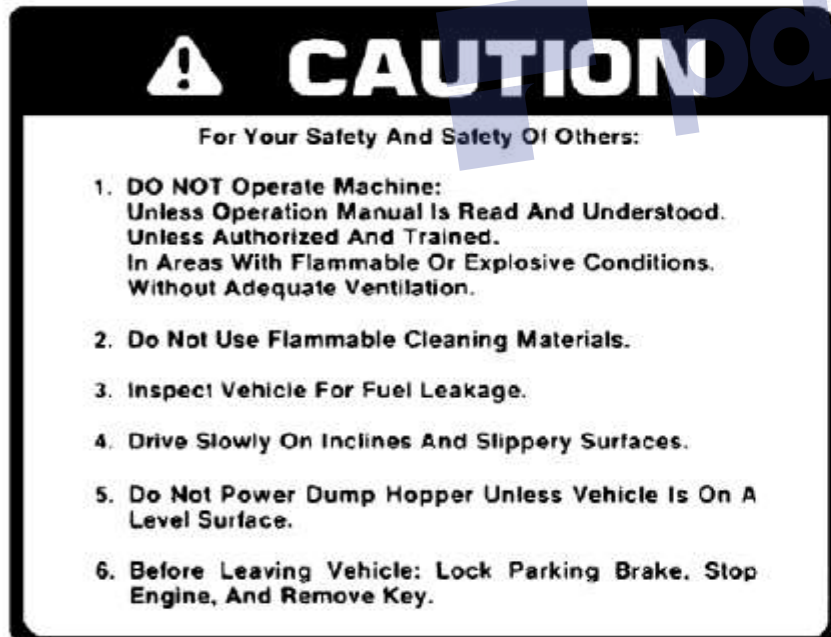 CAUTION
For Your Safety And Safety Of Others:
1. DO NOT Operate Machine:
Unless Operation Manual Is Read And Understood.
Unless Authorized And Trained.
In Areas With Flammable Or Explosive Conditions.
Without Adequate Ventilation.
2. Do Not Use Flammable Cleaning Materials.
3. Inspect Vehicle For Fuel Leakage.
4. Drive Slowly On Inclines And Slippery Surfaces.
5. Do Not Power Dump Hopper Unless Vehicle Is On A
Level Surface.
6. Before Leaving Vehicle: Lock Parking Brake, Stop
Engine, And Remove Key.